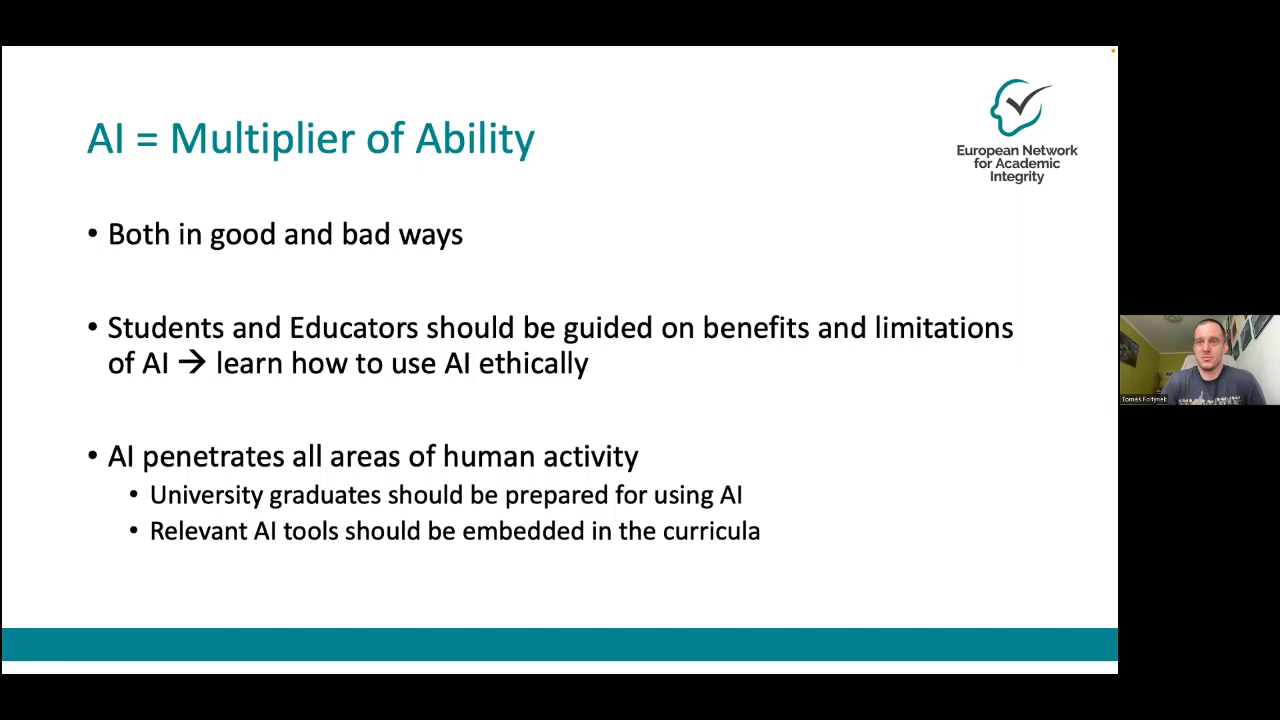 AI = Multiplier of Ability
European Network
for Academic
Integrity
• Both in good and bad ways
• Students and Educators should be guided on benefits and limitations
of AI → learn how to use AI ethically
• AI penetrates all areas of human activity
• University graduates should be prepared for using AI
• Relevant AI tools should be embedded in the curricula
Tomáš Foltýnek